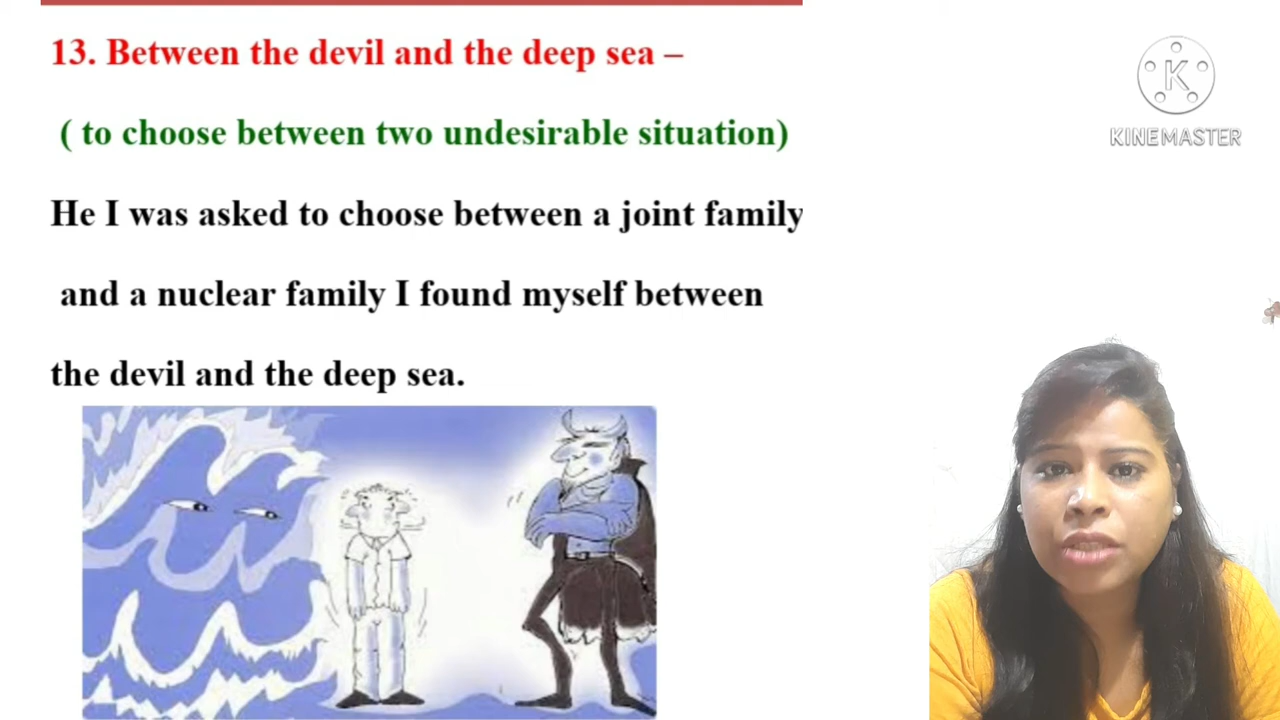 13. Between the devil and the deep sea –
( to choose between two undesirable situation)
He I was asked to choose between a joint family
and a nuclear family I found myself between
the devil and the deep sea.
K
KINEMASTER